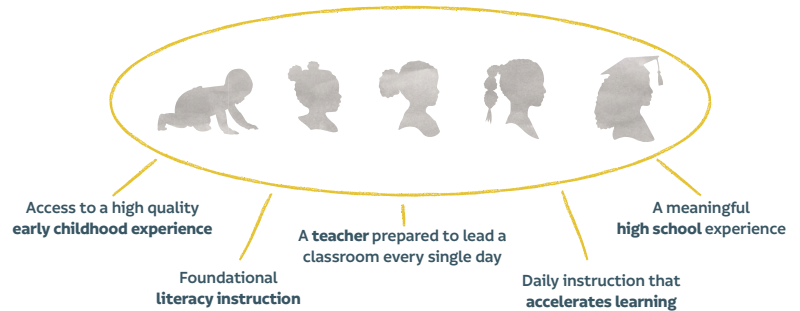 Access to a high quality
early childhood experience
Foundational
literacy instruction
A teacher prepared to lead a
classroom every single day
Daily instruction that
accelerates learning
A meaningful
high school experience